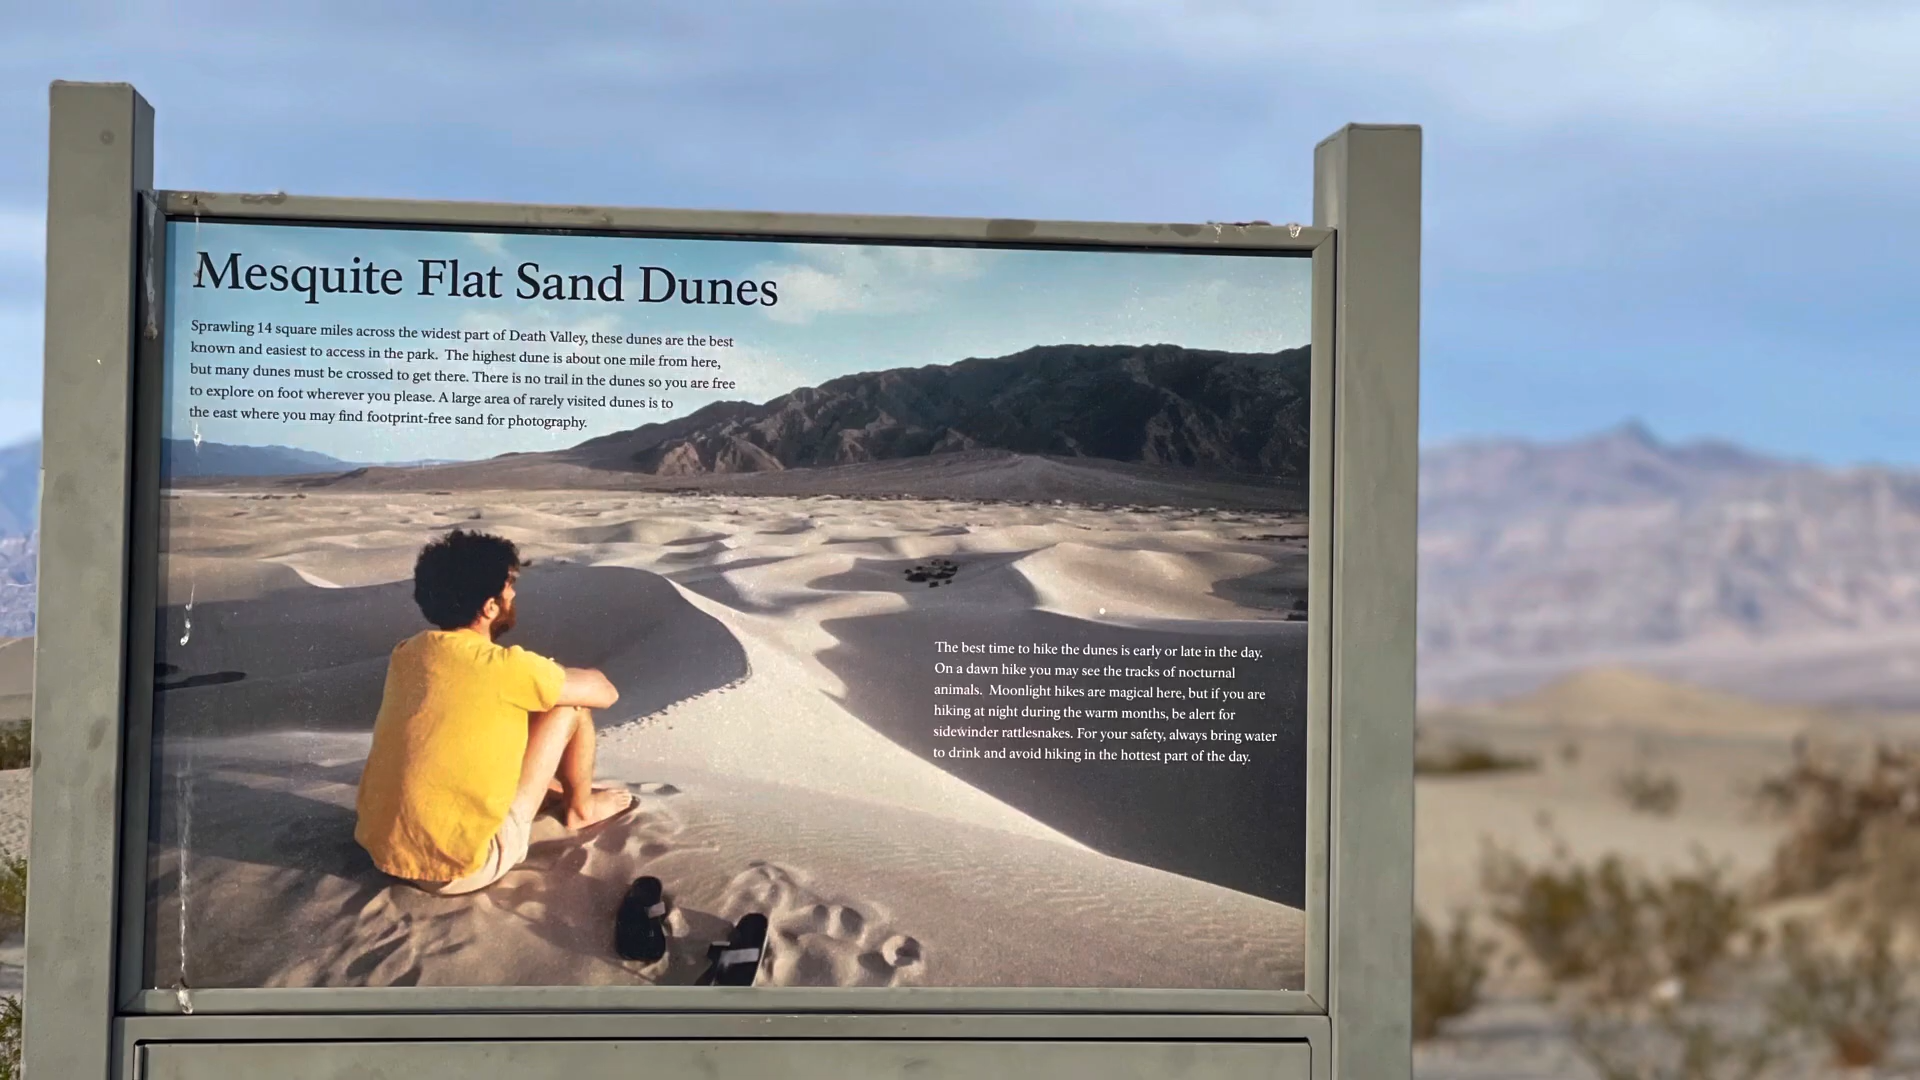 Mesquite Flat Sand Dunes
Sprawling 14 square miles across the widest part of Death Valley, these dunes are the best
known and easiest to access in the park.  The highest dune is about one mile from here,
but many dunes must be crossed to get there. There is no trail in the dunes so you are free
to explore on foot wherever you please. A large area of rarely visited dunes is to
the east where you may find footprint-free sand for photography.
The best time to hike the dunes is early or late in the day.
On a dawn hike you may see the tracks of nocturnal
animals.  Moonlight hikes are magical here, but if you are
hiking at night during the warm months, be alert for
sidewinder rattlesnakes. For your safety, always bring water
to drink and avoid hiking in the hottest part of the day.